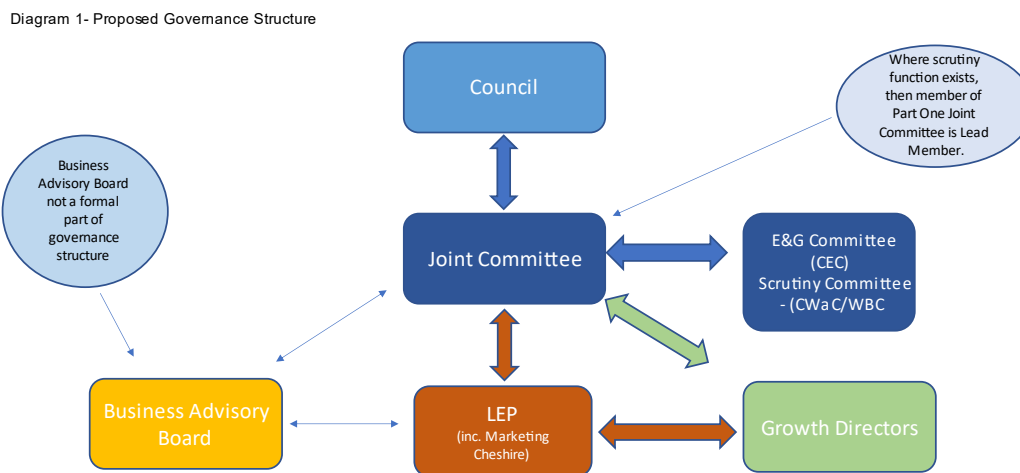 Diagram 1- Proposed Governance Structure
Council
Where scrutiny
function exists,
then member of
Part One Joint
Committee is Lead
Member.
Business
Advisory Board
not a formal
part of
governance
structure
Joint Committee
E&G Committee
(CEC)
Scrutiny Committee
- (CWaC/WBC
Business Advisory
Board
LEP
(inc. Marketing
Cheshire)
Growth Directors